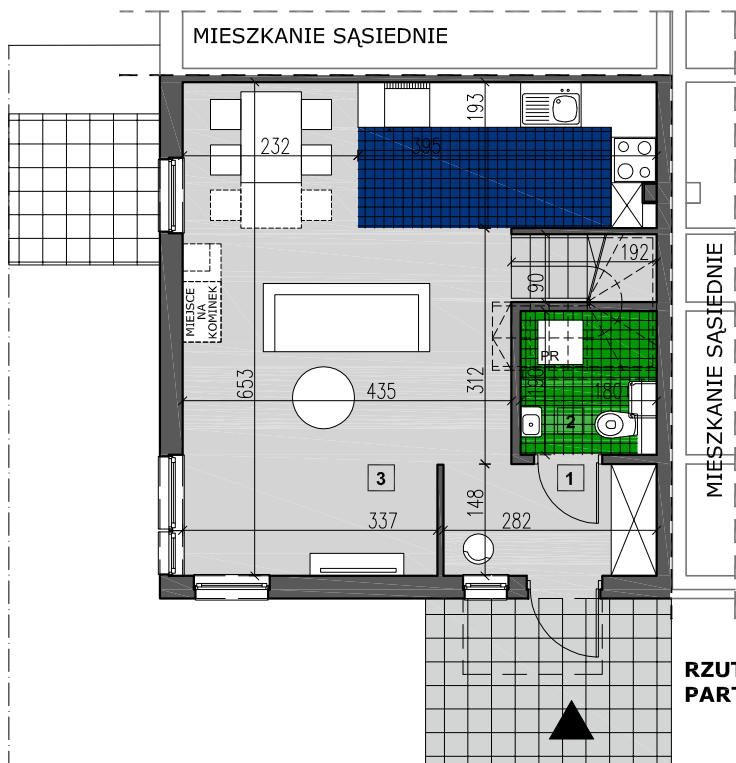 MIESZKANIE SĄSIEDNIE
193
232
395
192
90
MIEJSCE
NA
KOMINEK
MIESZKANIE SĄSIEDNIE
PR
653
435
312
180
2
3
1
148
337
282
RZUT
PART